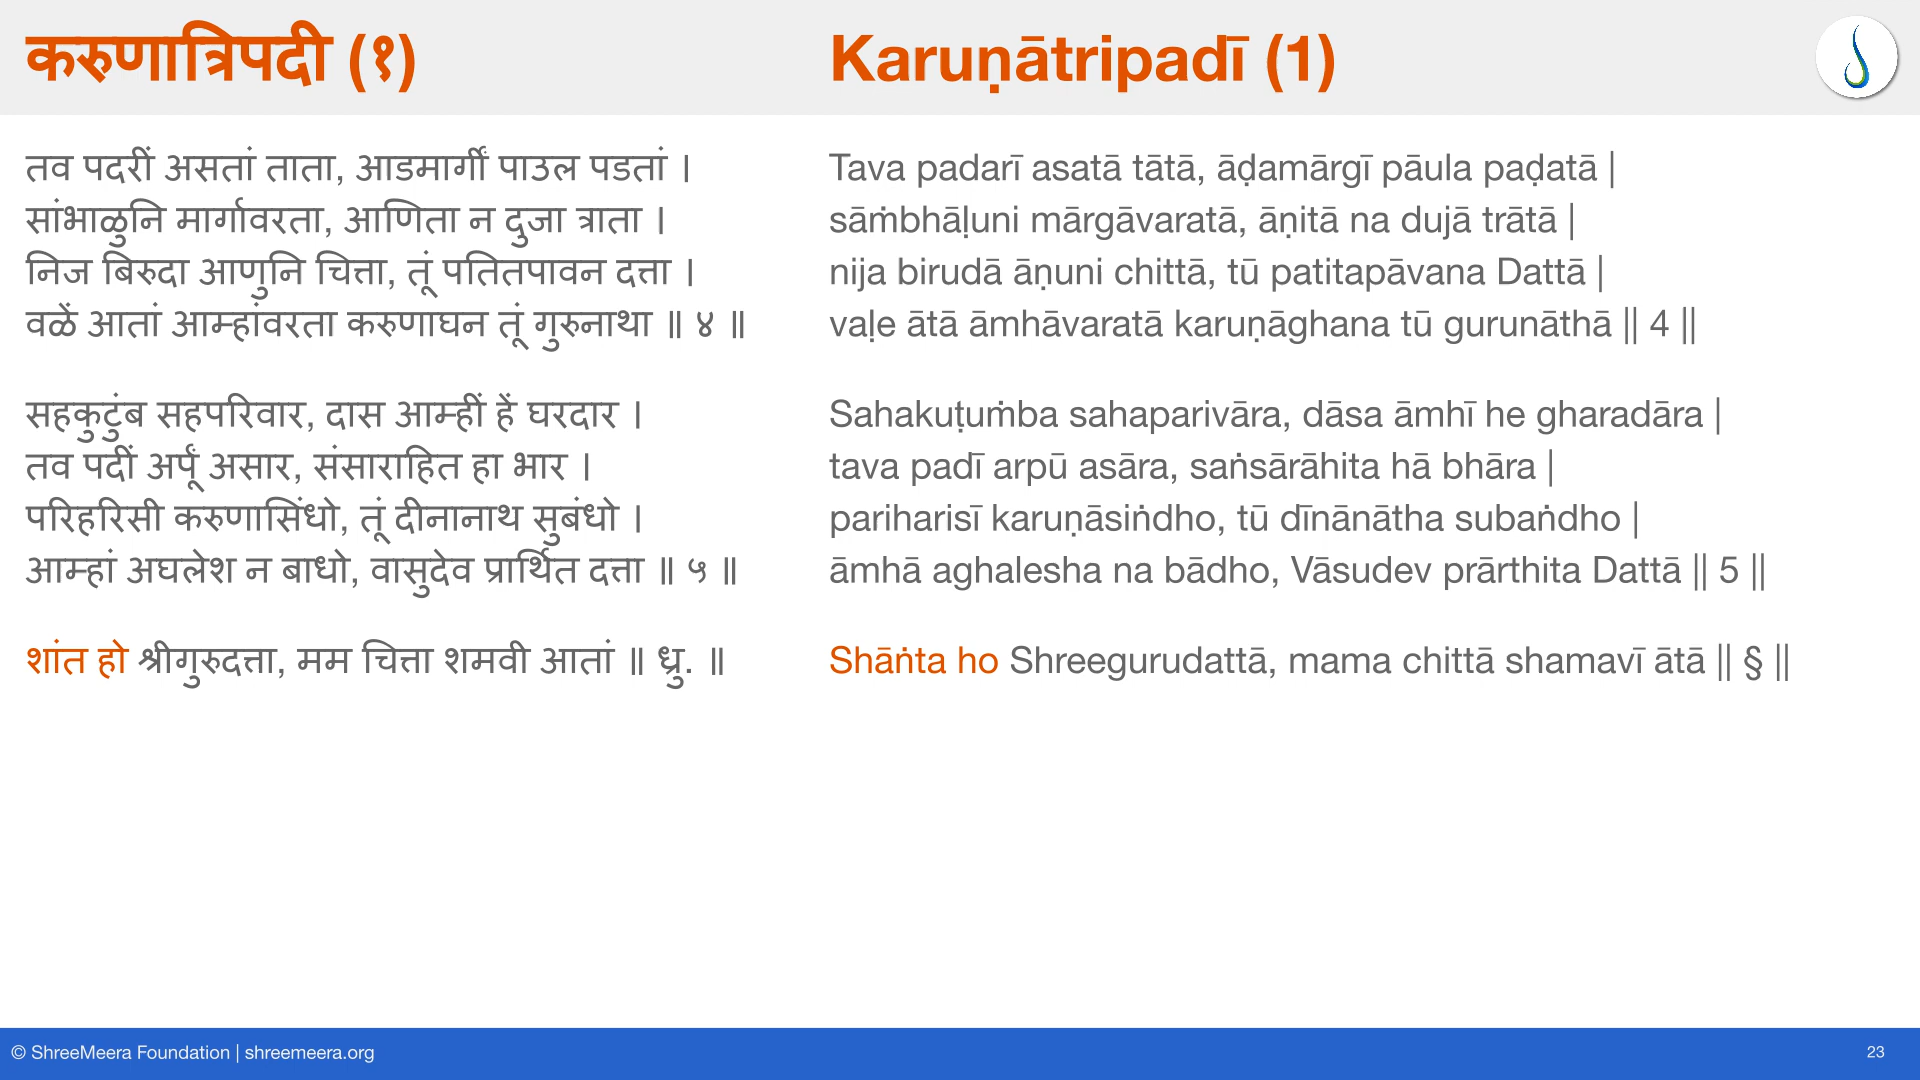 करुणात्रिपदी (१)
तव पदरीं असतां ताता, आडमार्गीं पाउल पडतां ।
सांभाळुनि मार्गावरता, आणिता न दुजा त्राता ।
निज बिरुदा आणुनि चित्ता, तूं पतितपावन दत्ता ।
वळें आतां आम्हांवरता करुणाघन तूं गुरुनाथा ॥ ४ ॥
सहकुटुंब सहपरिवार, दास आम्हीं हें घरदार ।
तव पदीं अर्पूं असार, संसाराहित हा भार ।
परिहरिसी करुणासिंधो, तूं दीनानाथ सुबंधो ।
आम्हां अघलेश न बाधो, वासुदेव प्रार्थित दत्ता ॥ ५ ॥
शांत हो श्रीगुरुदत्ता, मम चित्ता शमवी आतां ॥ ध्रु. ॥
Karuṇātripadī (1)
Tava padarī asatā tātā, āḍamārgī pāula paḍatā |
sāṁbhāḷuni mārgāvaratā, āṇitā na dujā trātā |
nija birudā āṇuni chittā, tū patitapāvana Dattā |
vaḷe ātā āmhāvaratā karuṇāghana tū gurunāthā || 4 ||
Sahakuṭuṁba sahaparivāra, dāsa āmhī he gharadāra |
tava padī arpū asāra, saṅsārāhita hā bhāra |
pariharisī karuṇāsiṅdho, tū dīnānātha subaṅdho |
āmhā aghalesha na bādho, Vāsudev prārthita Dattā || 5 ||
Shāṅta ho Shreegurudattā, mama chittā shamavī ātā || § ||
© ShreeMeera Foundation | shreemeera.org
23